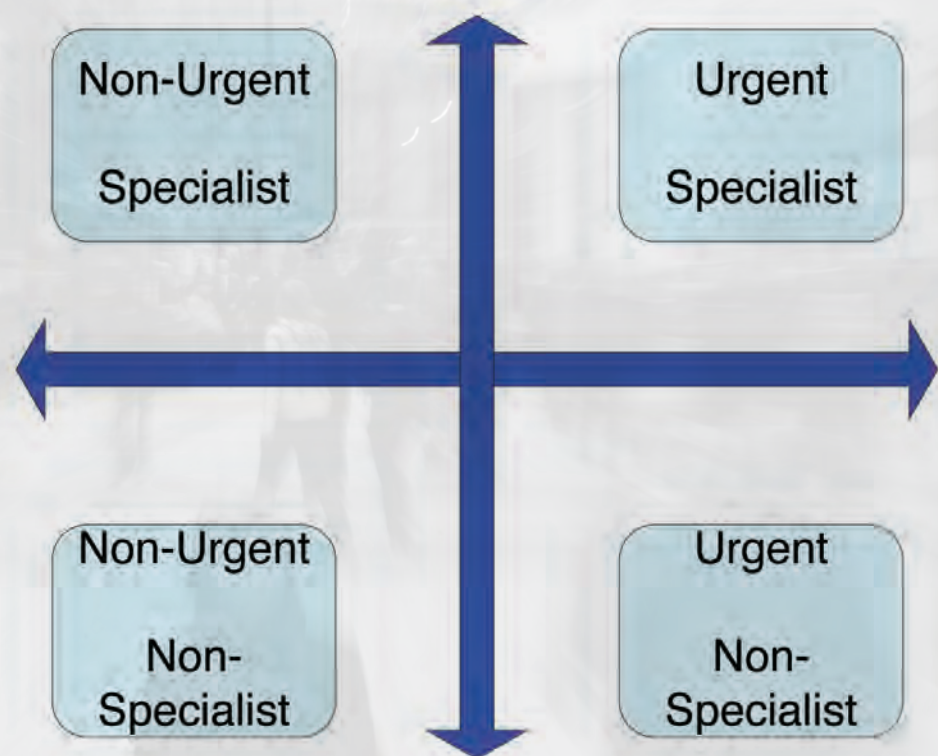 Non-Urgent
Specialist
Urgent
Specialist
Non-Urgent
Non-
Specialist
Urgent
Non-
Specialist